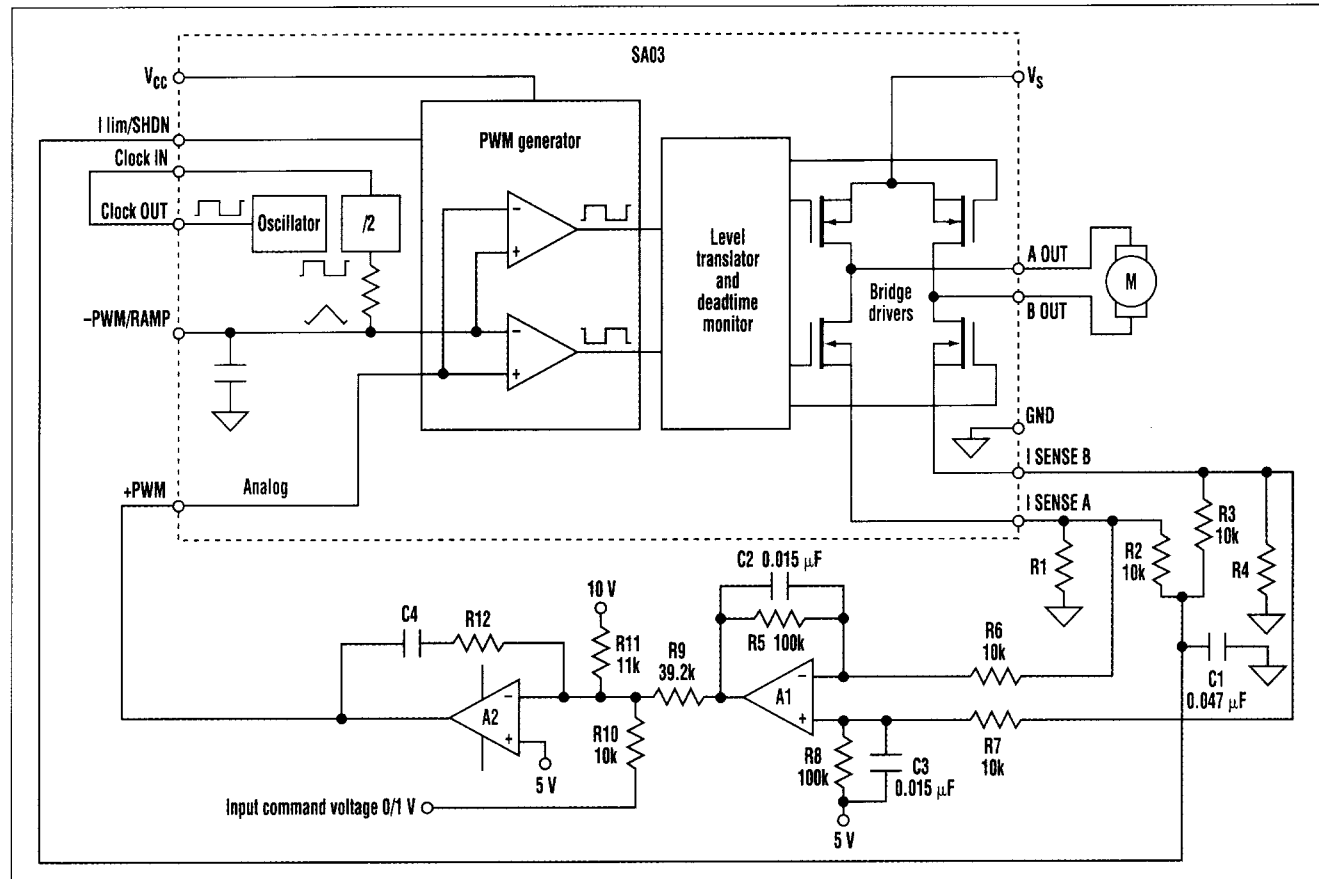 SA03
VCC
I lim/SHDN
Clock IN
Clock OUT
Oscillator
/2
–PWM/RAMP
+PWM
Analog
PWM generator
–
+
–
+
Level
translator
and
deadtime
monitor
Bridge
drivers
VS
A OUT
B OUT
M
GND
I SENSE B
I SENSE A
R1
R2
10k
R3
10k
R4
C1
0.047 µF
C2 0.015 µF
R5 100k
R6
10k
R7
10k
A1
–
+
R8
100k
C3
0.015 µF
5 V
10 V
R11
11k
R9
39.2k
R10
10k
C4
R12
A2
–
+
5 V
Input command voltage 0/1 V